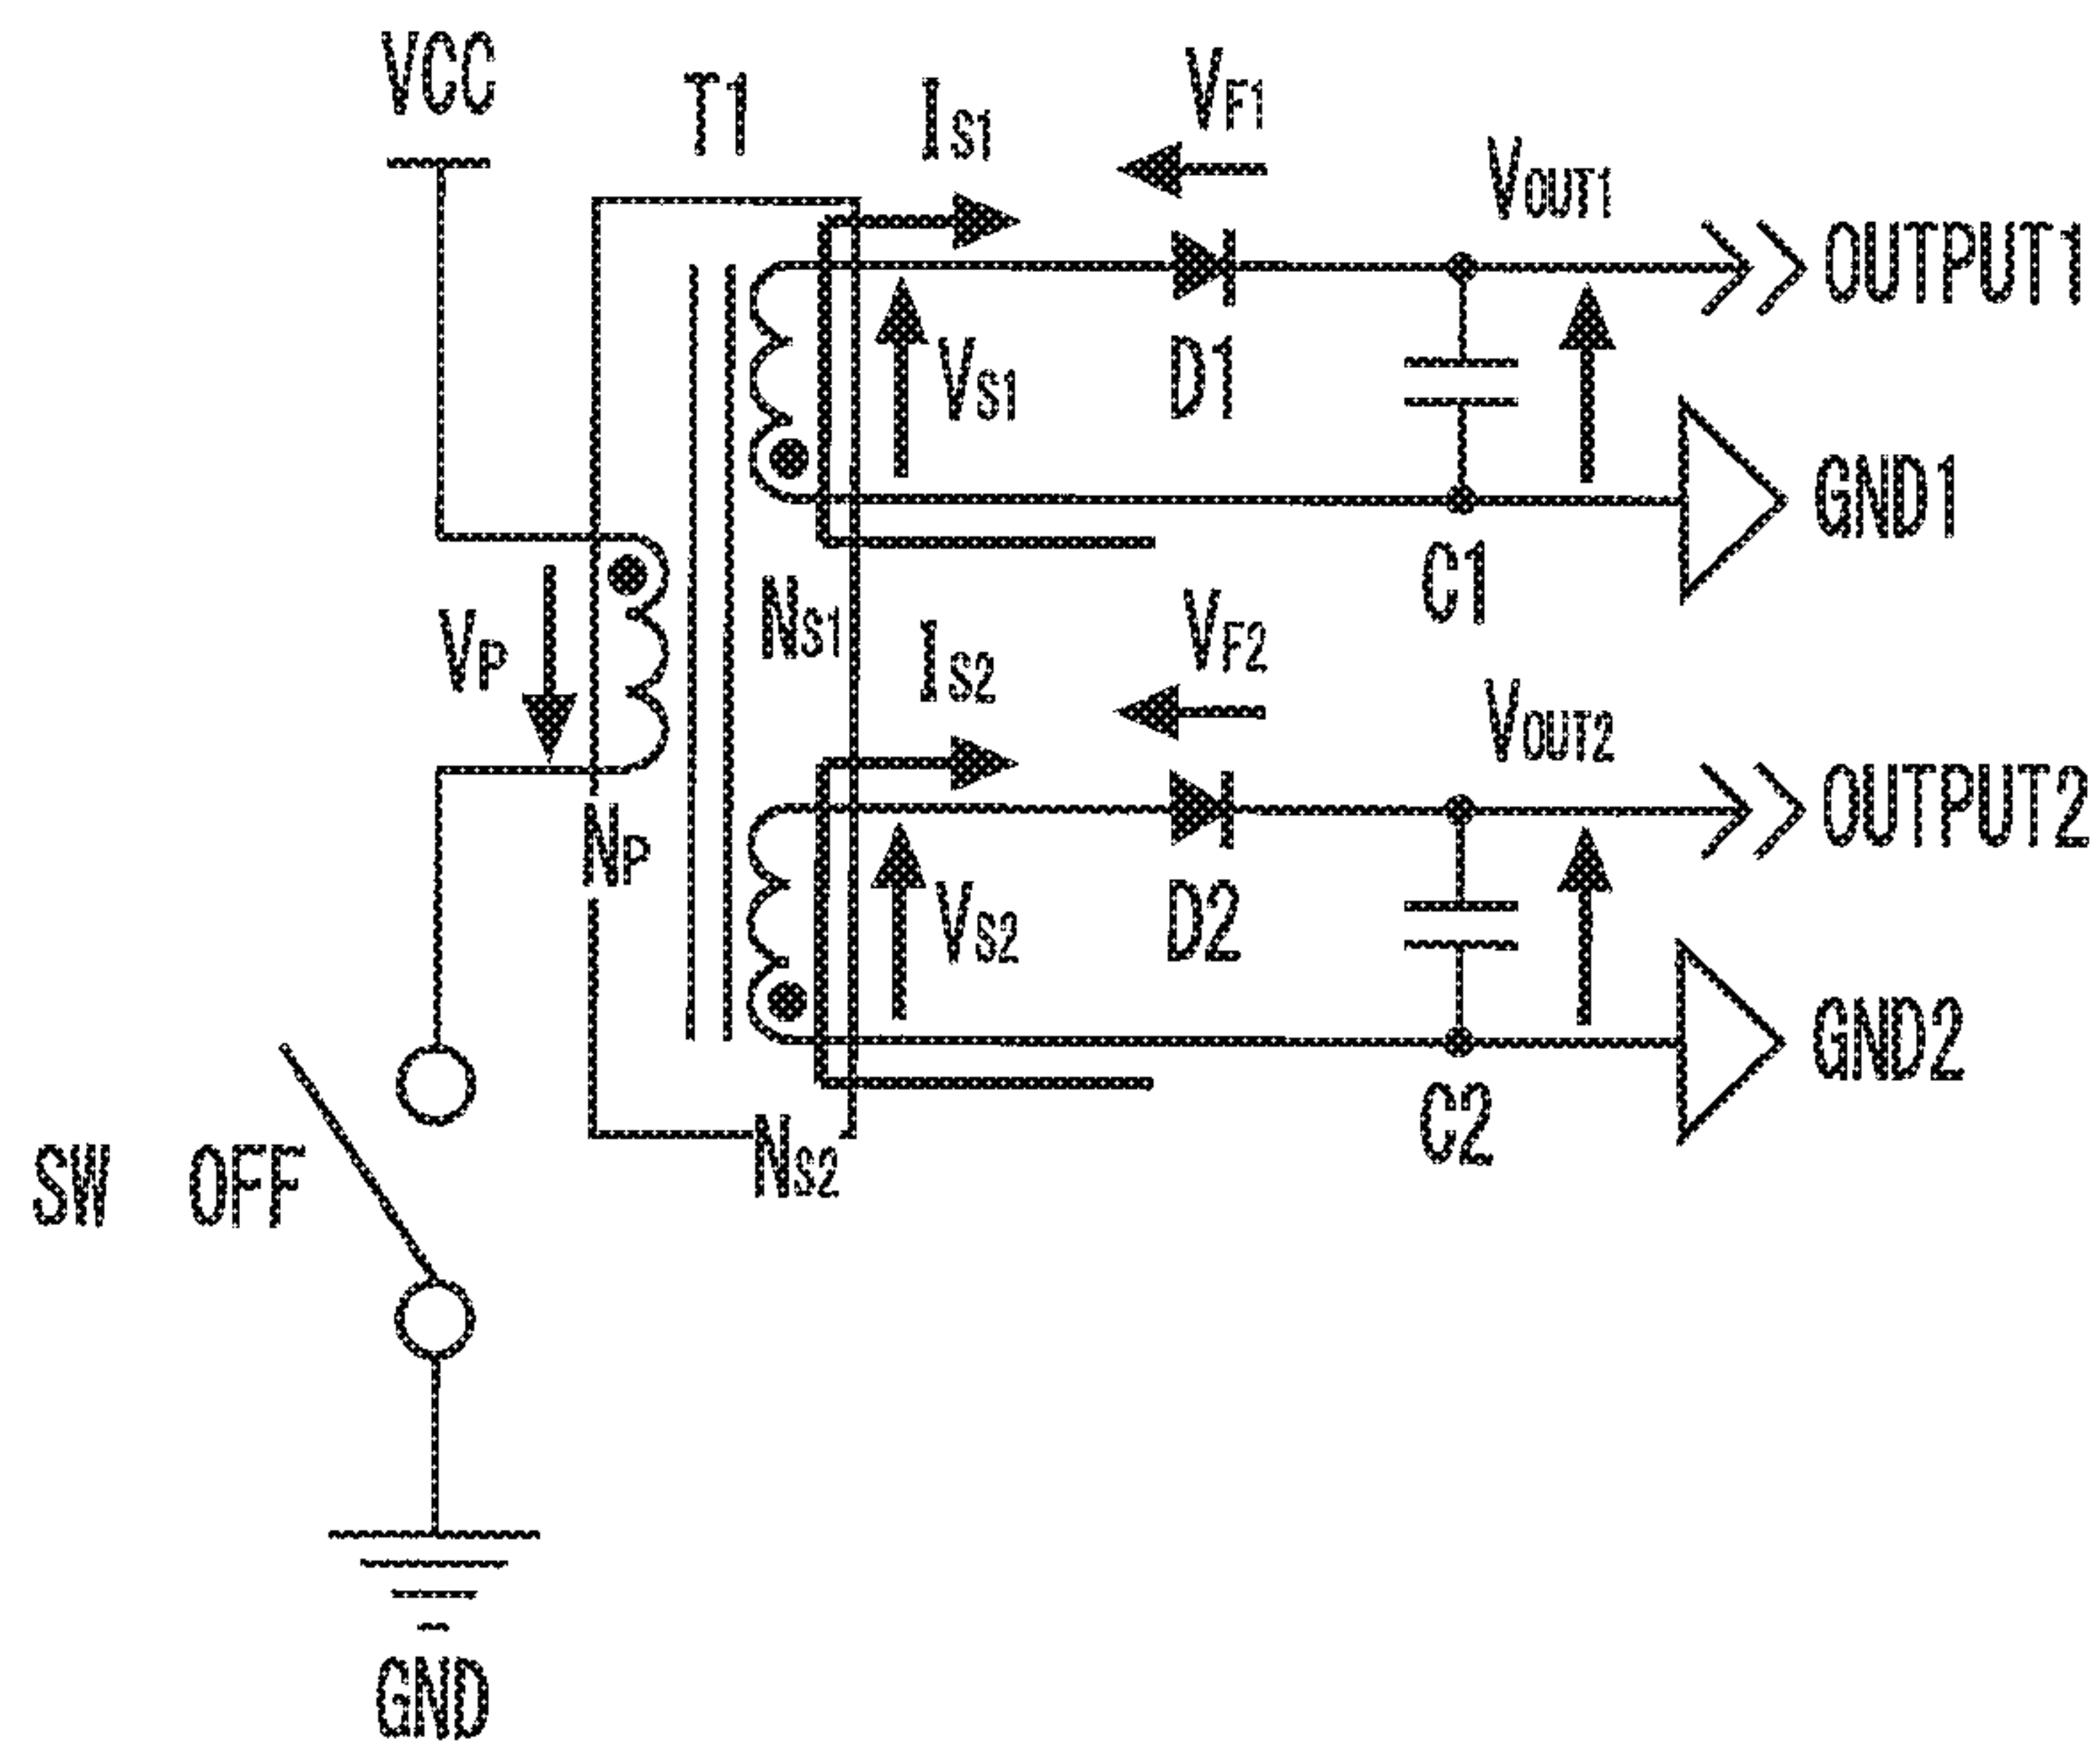 VCC
T1
IS1
VF1
VOUT1
OUTPUT1
VS1
D1
GND1
C1
VP
NS1
IS2
VF2
VOUT2
OUTPUT2
NP
VS2
D2
GND2
C2
NS2
SW OFF
GND